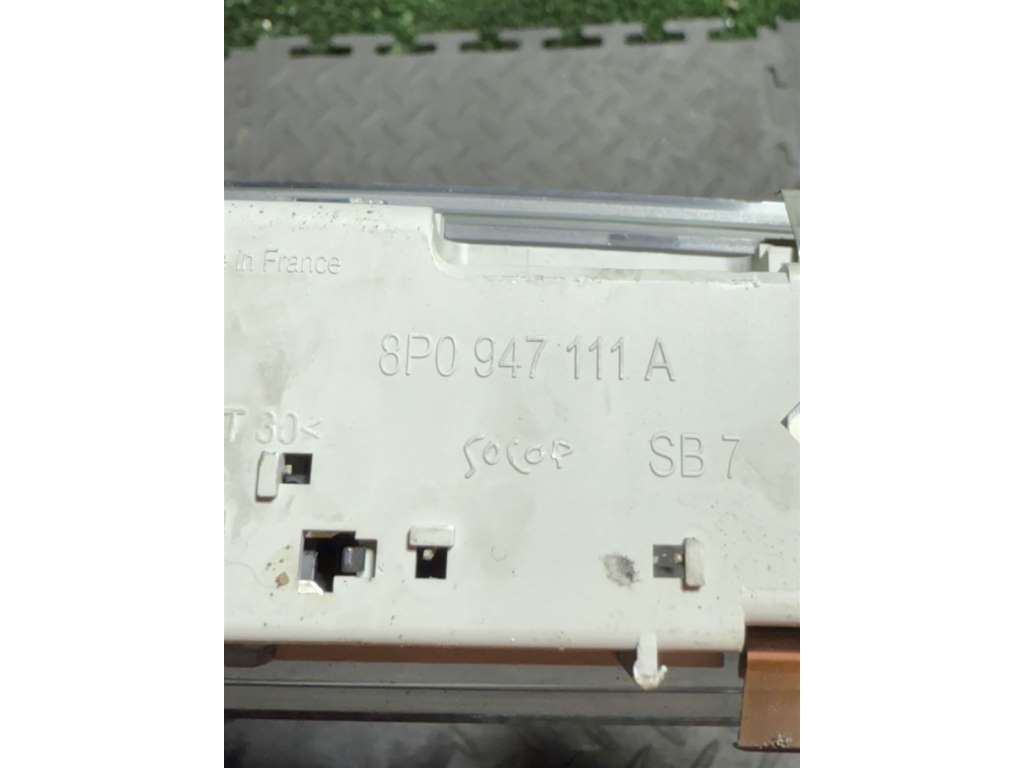 in France
8P0 947 111 A
T 30<
SOCOP SB 7